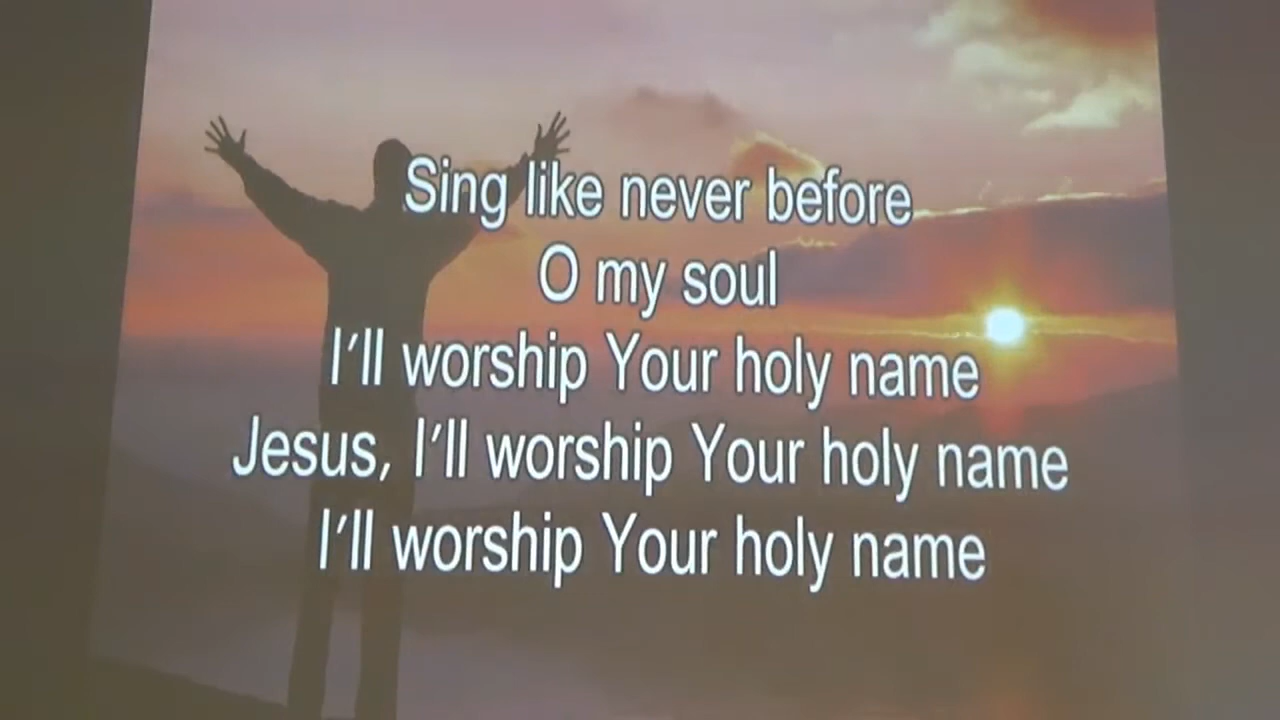 Sing like never before
O my soul
I'll worship Your holy name
Jesus, I'll worship Your holy name
I'll worship Your holy name